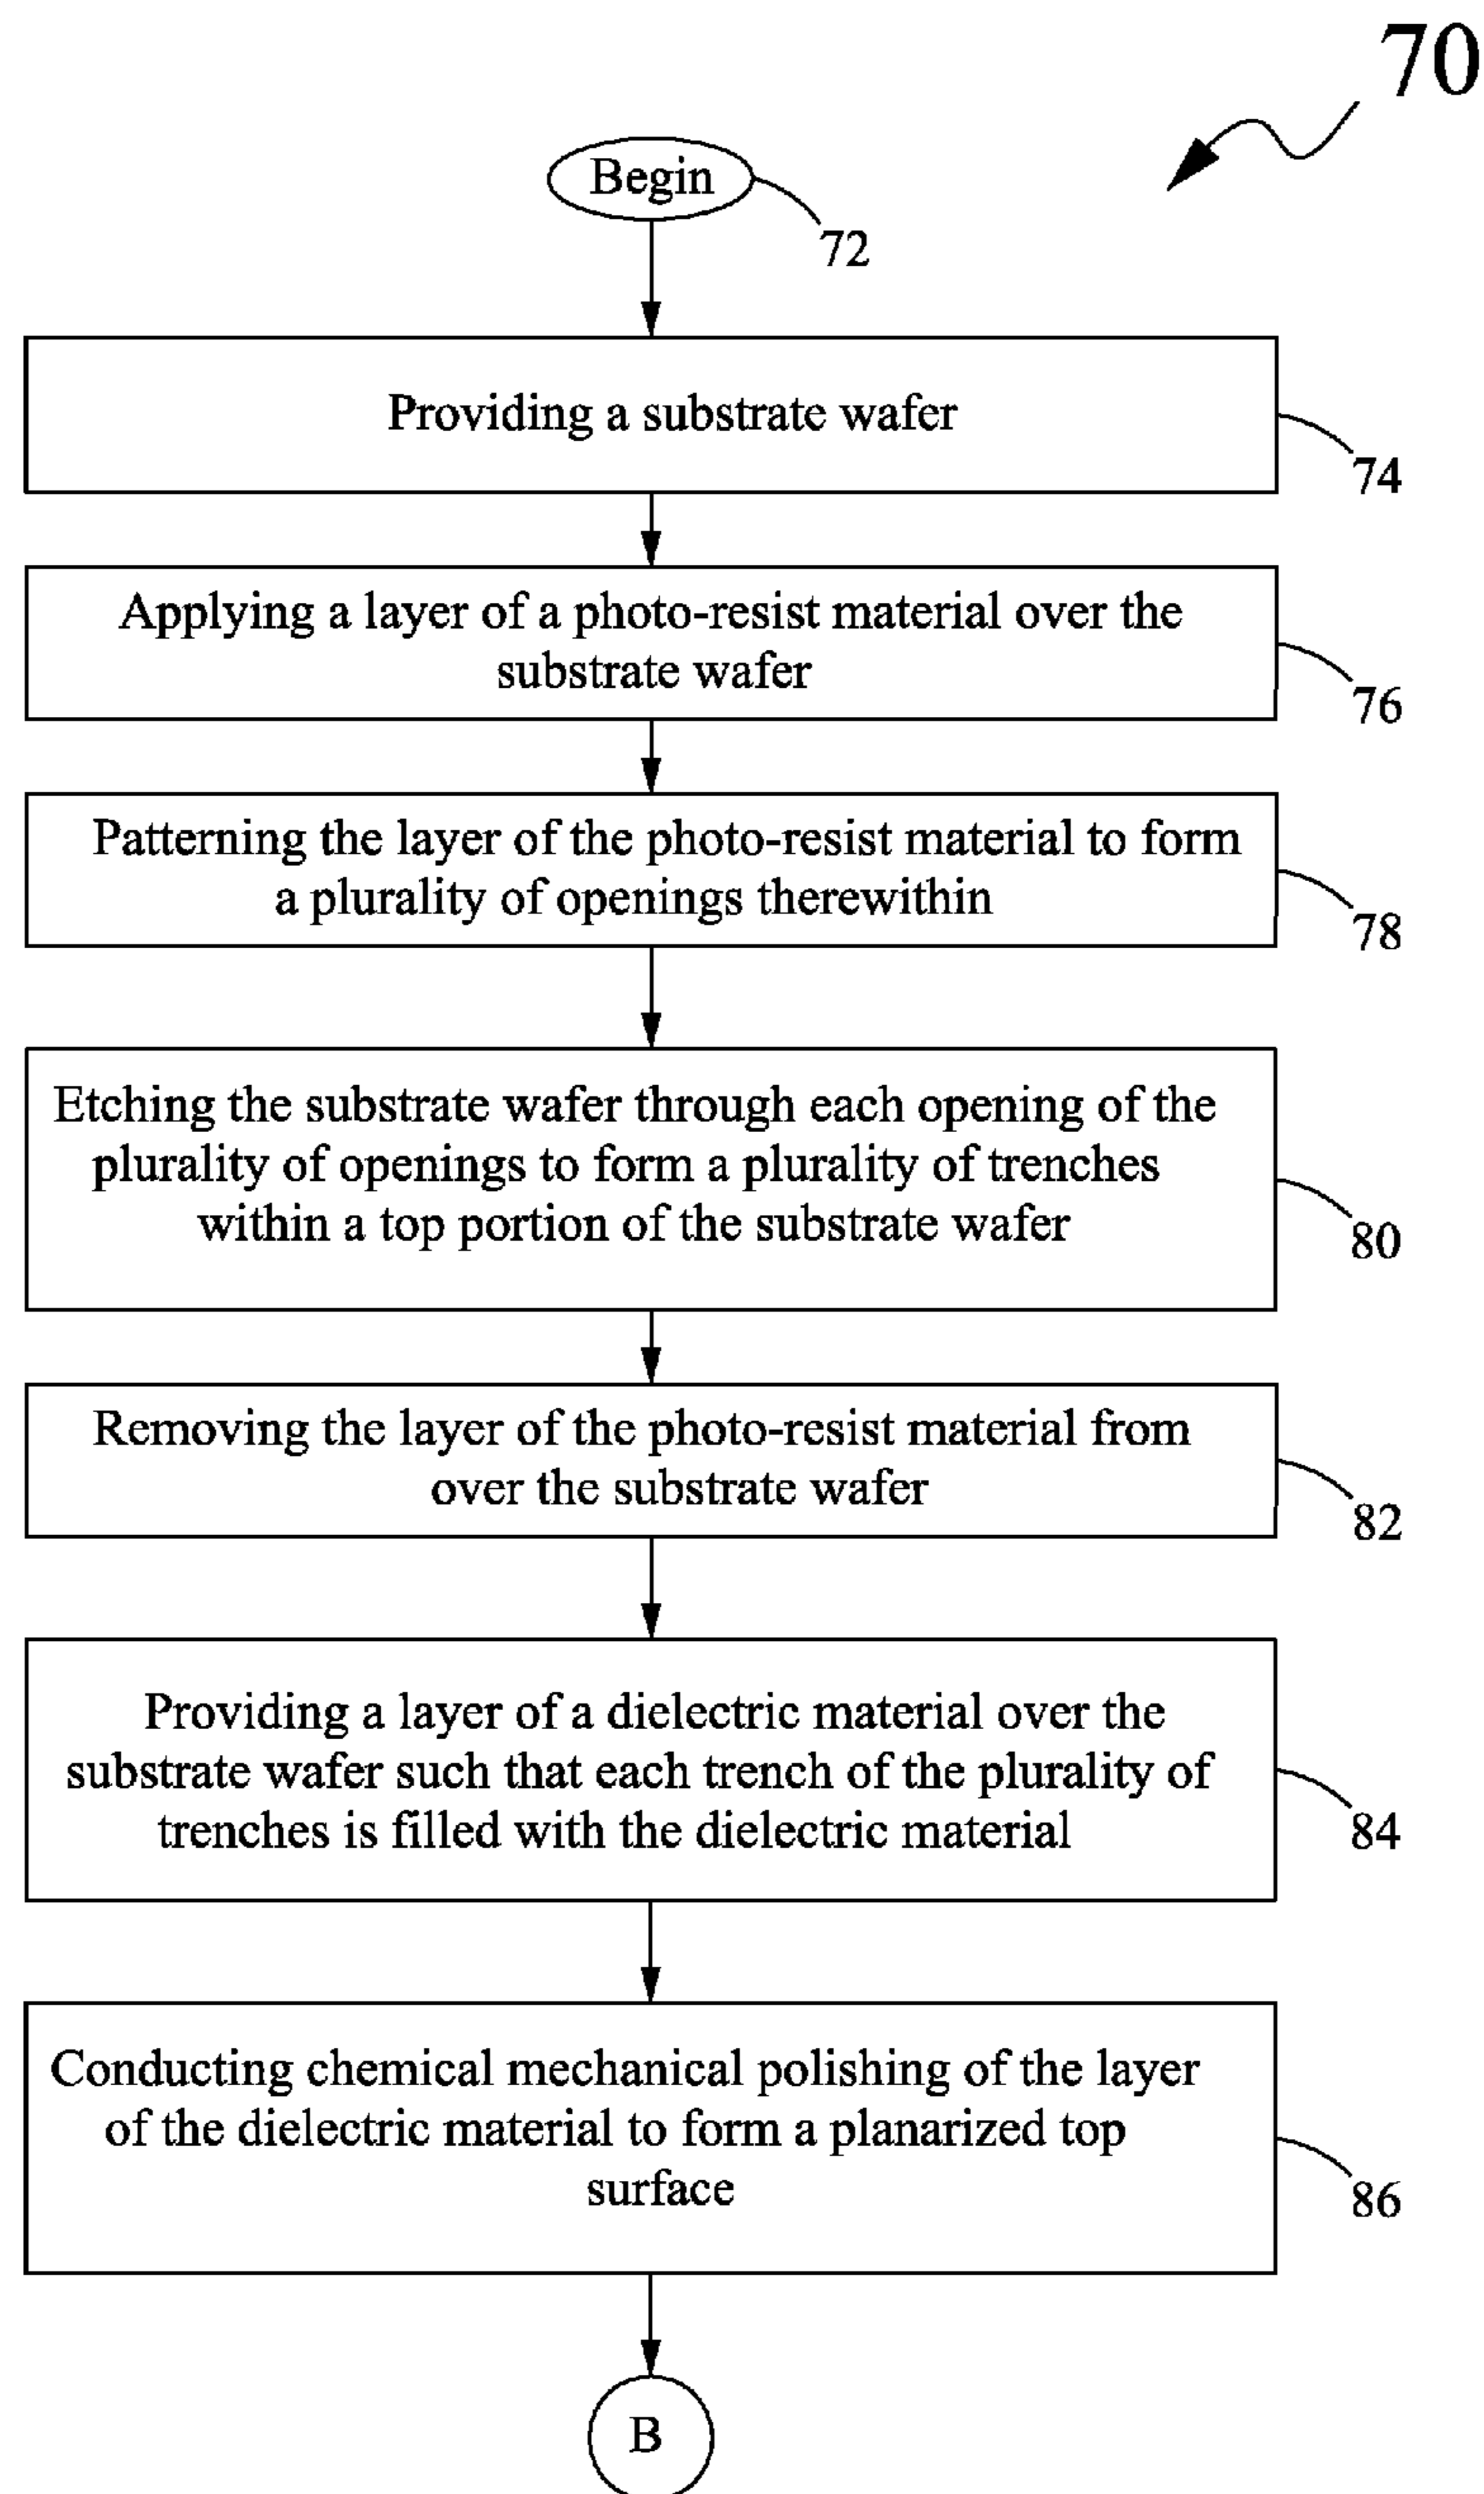 70
Begin
72
Providing a substrate wafer
74
Applying a layer of a photo-resist material over the
substrate wafer
76
Patterning the layer of the photo-resist material to form
a plurality of openings therewithin
78
Etching the substrate wafer through each opening of the
plurality of openings to form a plurality of trenches
within a top portion of the substrate wafer
80
Removing the layer of the photo-resist material from
over the substrate wafer
82
Providing a layer of a dielectric material over the
substrate wafer such that each trench of the plurality of
trenches is filled with the dielectric material
84
Conducting chemical mechanical polishing of the layer
of the dielectric material to form a planarized top
surface
86
B